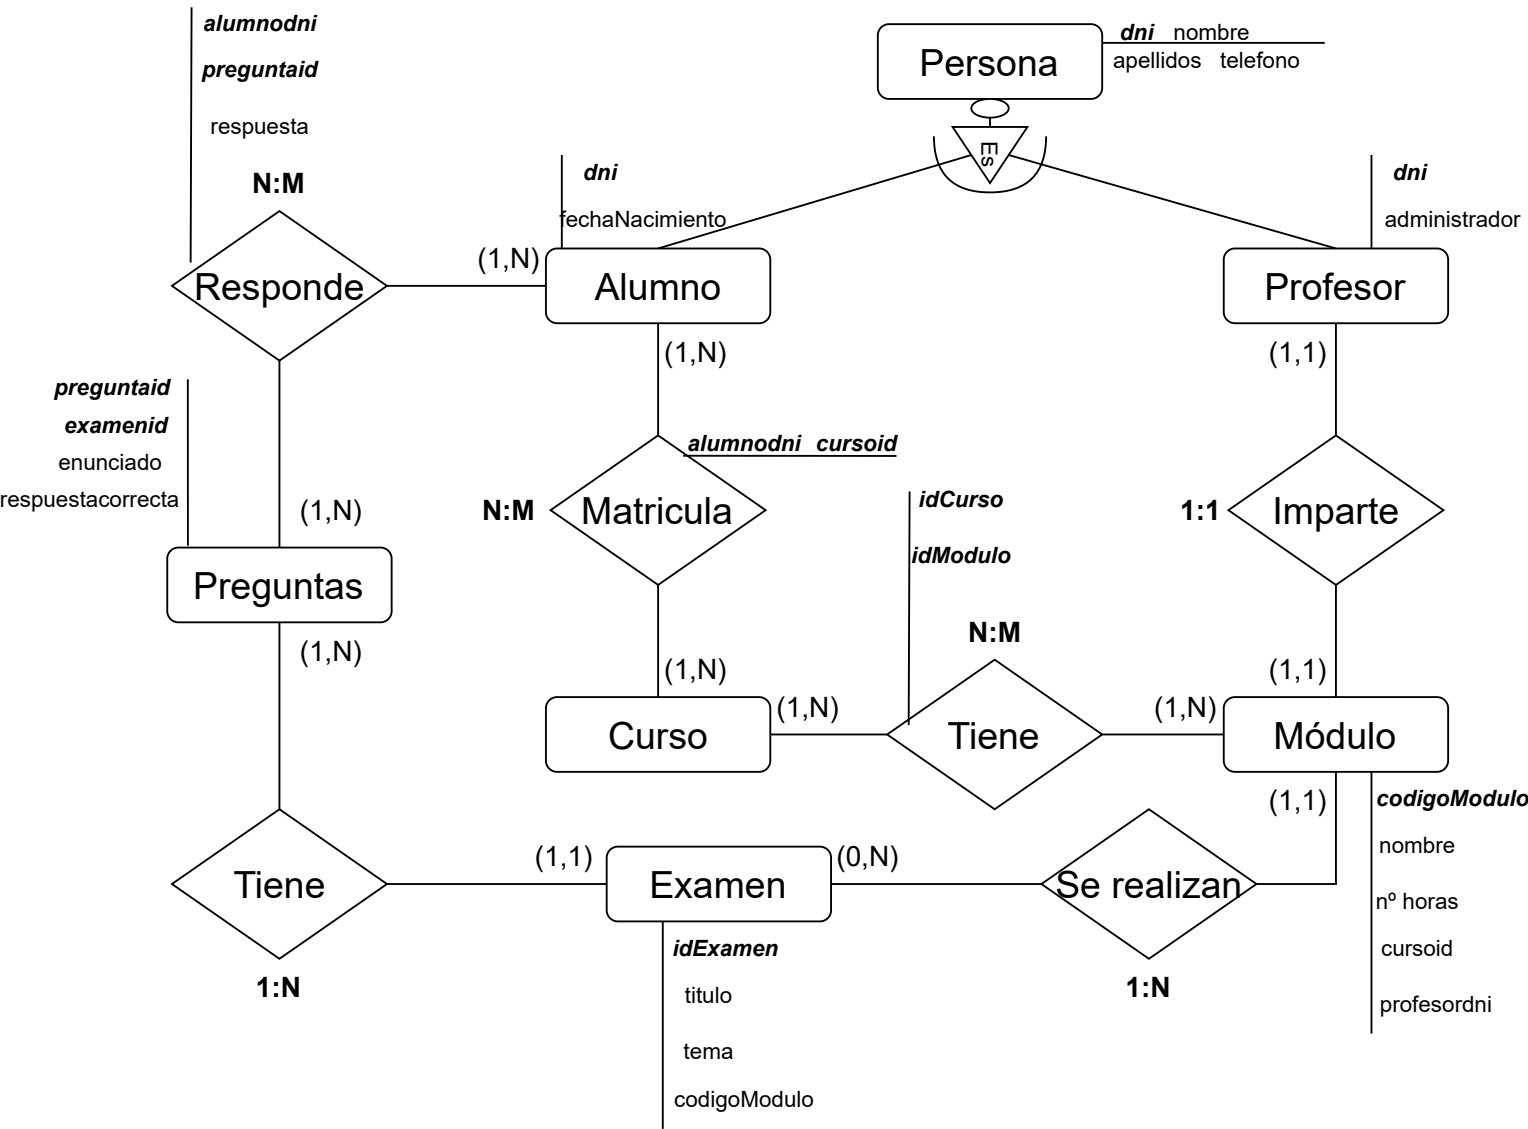 alumnodni
preguntaid
respuesta
N:M
Responde
(1,N)
Persona
dni nombre
apellidos telefono
Es
dni
fechaNacimiento
Alumno
(1,N)
dni
administrador
Profesor
(1,1)
preguntaid
examenid
enunciado
respuestacorrecta
(1,N)
Preguntas
(1,N)
alumnodni cursoid
N:M
Matricula
(1,N)
1:1
Imparte
(1,1)
idCurso
idModulo
N:M
Curso
(1,N)
Tiene
(1,N)
Módulo
(1,1)
codigoModulo
nombre
nº horas
cursoid
profesordni
Tiene
1:N
(1,1)
Examen
(0,N)
Se realizan
1:N
idExamen
titulo
tema
codigoModulo